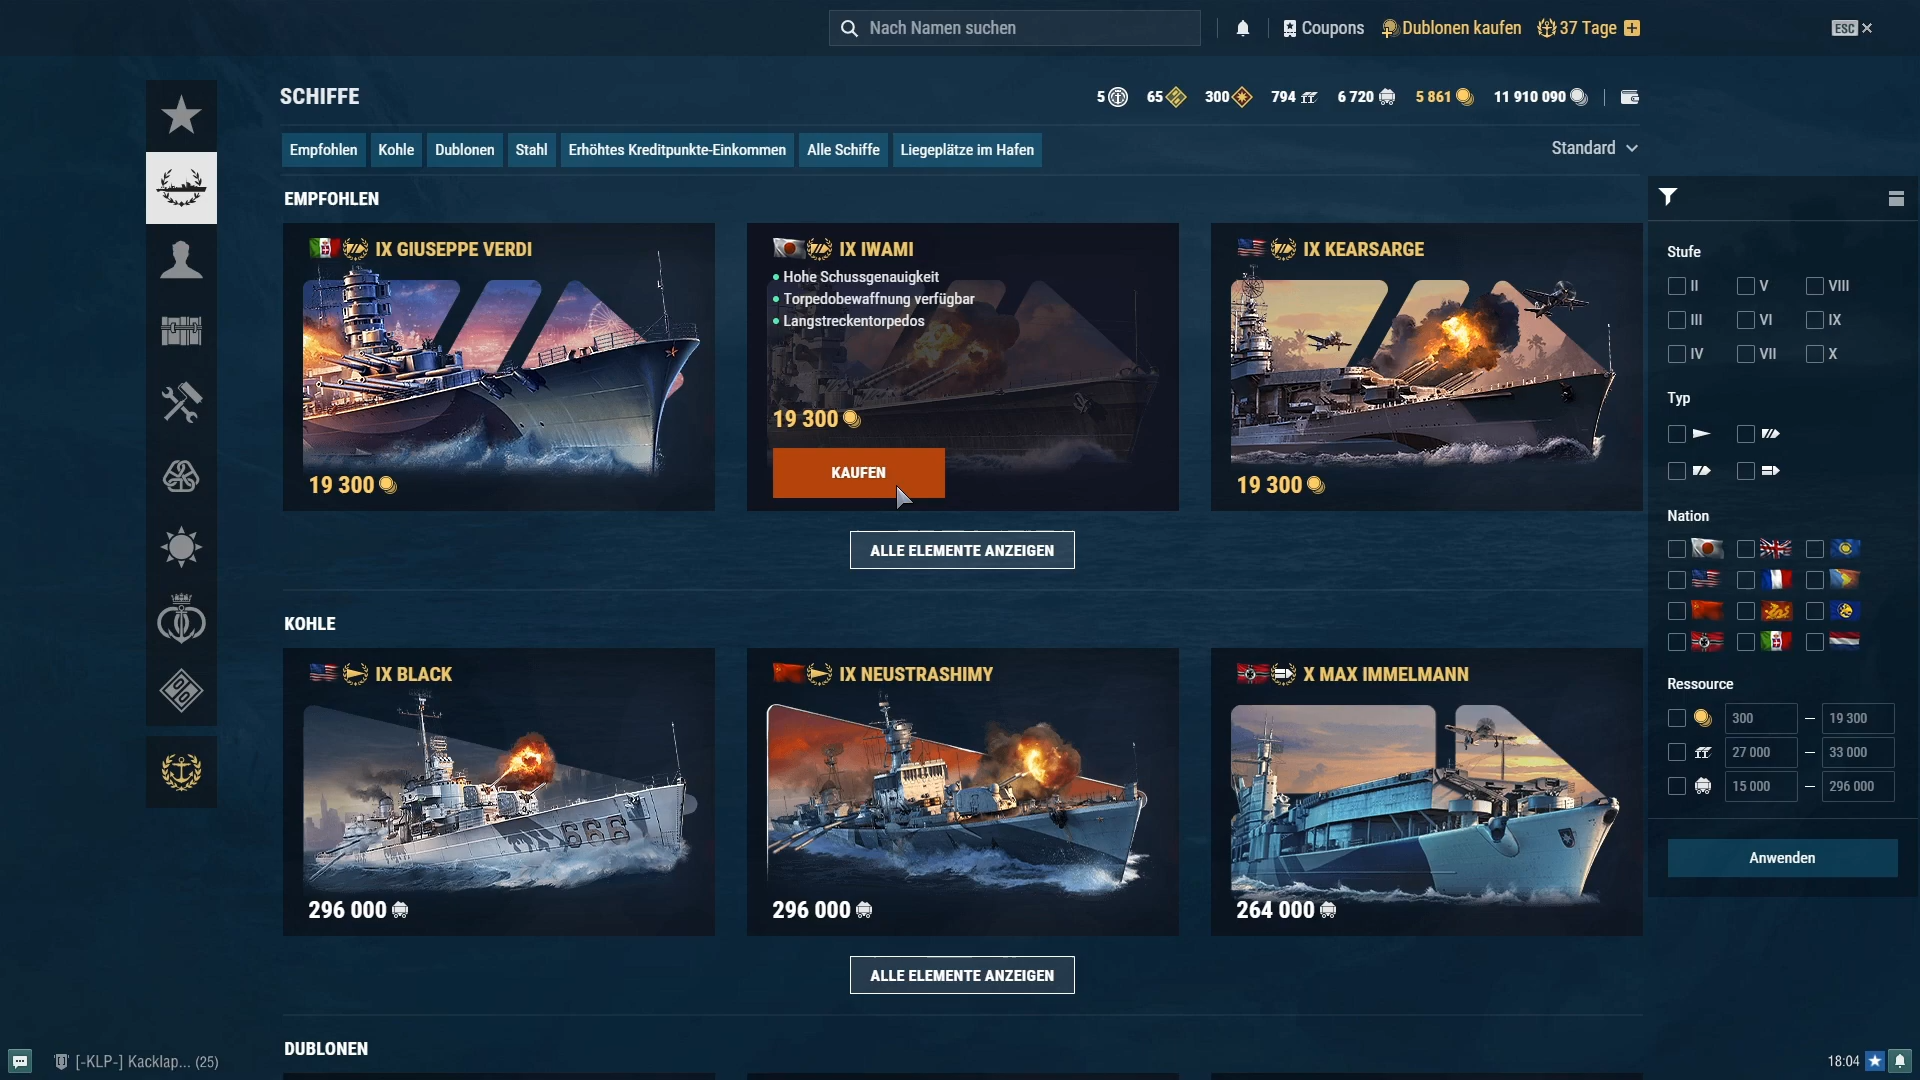 Nach Namen suchen
Coupons
Dublonen kaufen
37 Tage
ESC
SCHIFFE
5
65
300
794
6 720
5 861
11 910 090
Empfohlen
Kohle
Dublonen
Stahl
Erhöhtes Kreditpunkte-Einkommen
Alle Schiffe
Liegeplätze im Hafen
Standard
EMPFOHLEN
IX GIUSEPPE VERDI
19 300
IX IWAMI
Hohe Schussgenauigkeit
Torpedobewaffnung verfügbar
Langstreckentorpedos
19 300
KAUFEN
IX KEARSARGE
19 300
ALLE ELEMENTE ANZEIGEN
KOHLE
IX BLACK
666
296 000
IX NEUSTRASHIMY
296 000
X MAX IMMELMANN
264 000
ALLE ELEMENTE ANZEIGEN
DUBLONEN
Stufe
II
V
VIII
III
VI
IX
IV
VII
X
Typ
Nation
Ressource
300 – 19 300
27 000 – 33 000
15 000 – 296 000
Anwenden
[-KLP-] Kacklap... (25)
18:04